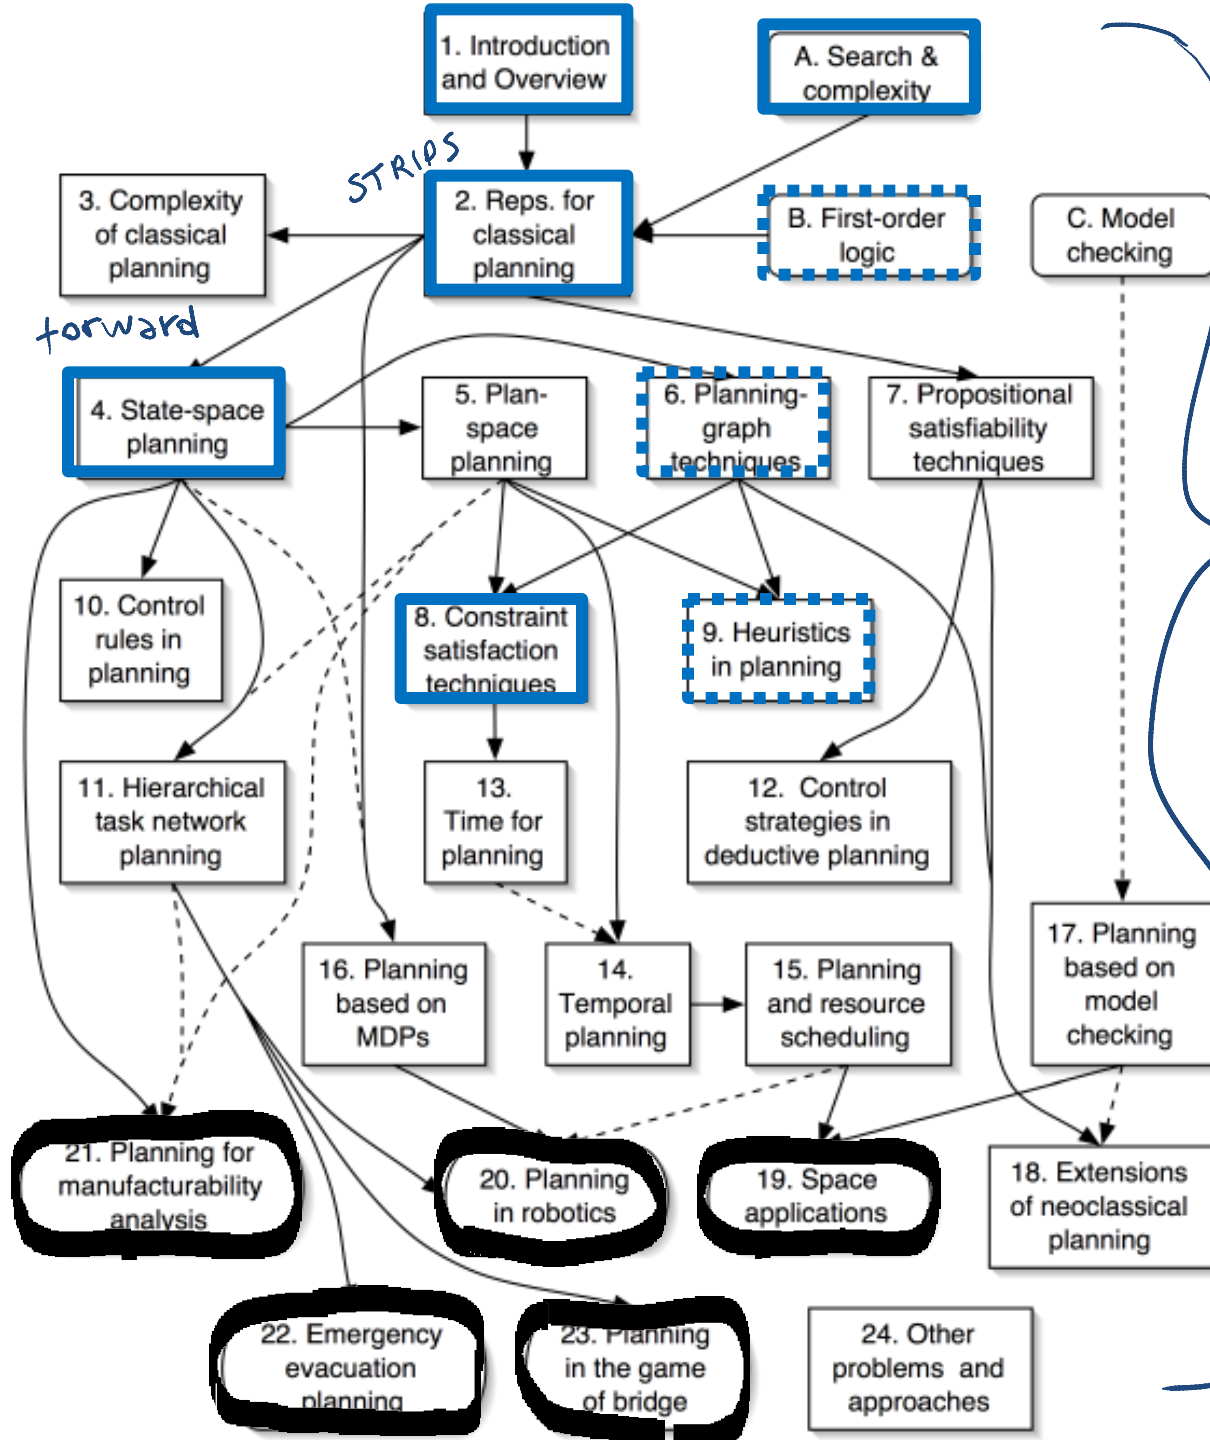 1. Introduction
and Overview
A. Search &
complexity
STRIPS
3. Complexity
of classical
planning
2. Reps. for
classical
planning
B. First-order
logic
C. Model
checking
forward
4. State-space
planning
5. Plan-
space
planning
6. Planning-
graph
techniques
7. Propositional
satisfiability
techniques
10. Control
rules in
planning
8. Constraint
satisfaction
techniques
9. Heuristics
in planning
11. Hierarchical
task network
planning
13.
Time for
planning
12. Control
strategies in
deductive planning
16. Planning
based on
MDPs
14.
Temporal
planning
15. Planning
and resource
scheduling
17. Planning
based on
model
checking
21. Planning for
manufacturability
analysis
20. Planning
in robotics
19. Space
applications
18. Extensions
of neoclassical
planning
22. Emergency
evacuation
planning
23. Planning
in the game
of bridge
24. Other
problems and
approaches